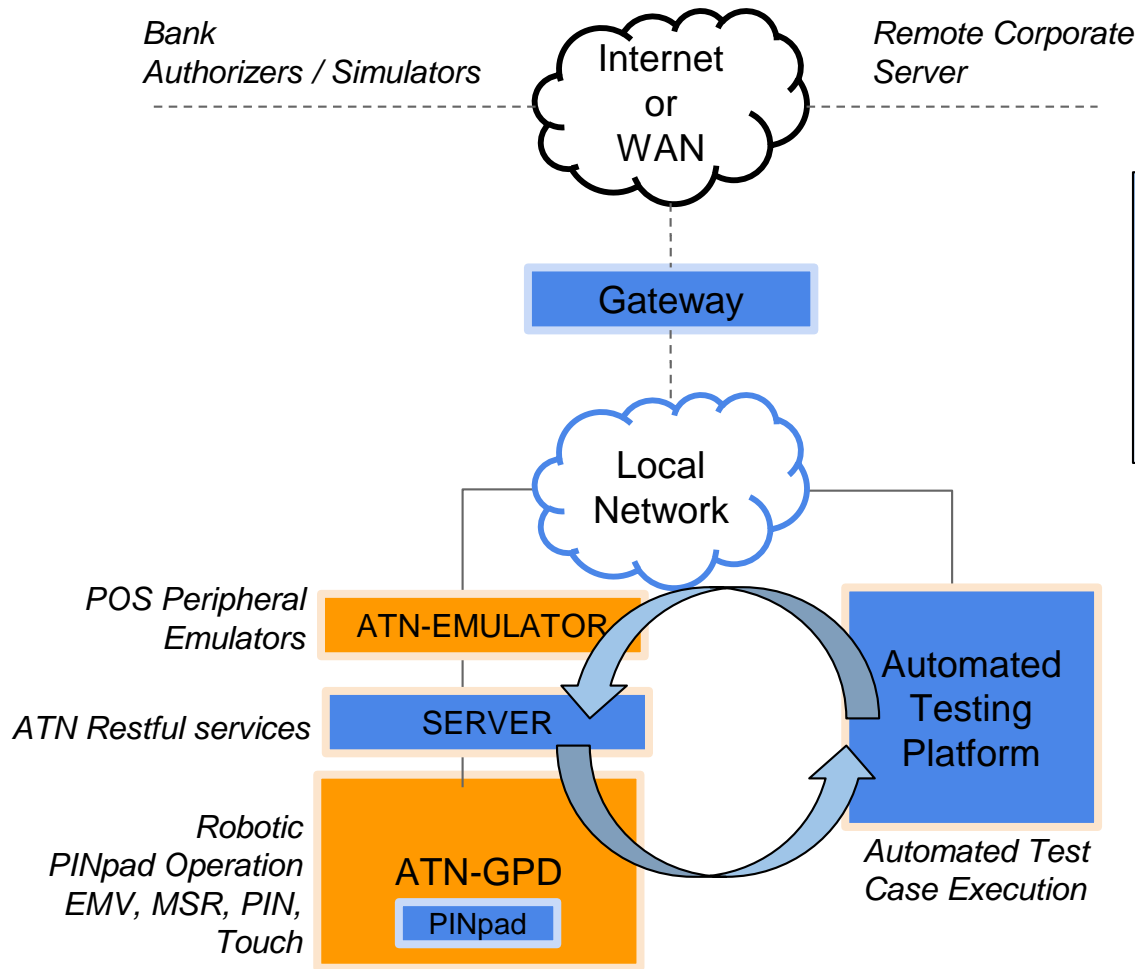 Bank
Authorizers / Simulators
Internet
or
WAN
Remote Corporate
Server
Gateway
Local
Network
POS Peripheral
Emulators
ATN-EMULATOR
ATN Restful services
SERVER
Automated
Testing
Platform
Robotic
PINpad Operation
EMV, MSR, PIN,
Touch
ATN-GPD
PINpad
Automated Test
Case Execution